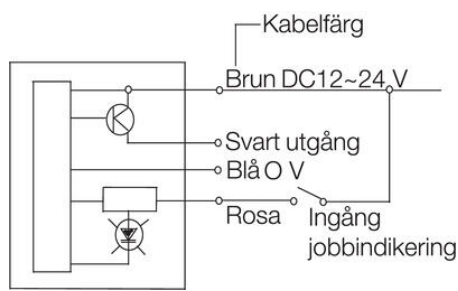 Kabelfärg
Brun DC12~24 V
Svart utgång
Blå O V
Rosa
Ingång
jobbindikering